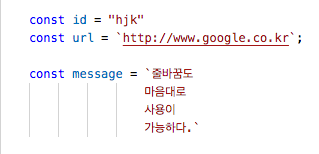 const id = "hjk"
const url = `http://www.google.co.kr`;
const message = `줄바꿈도
마음대로
사용이
가능하다.`